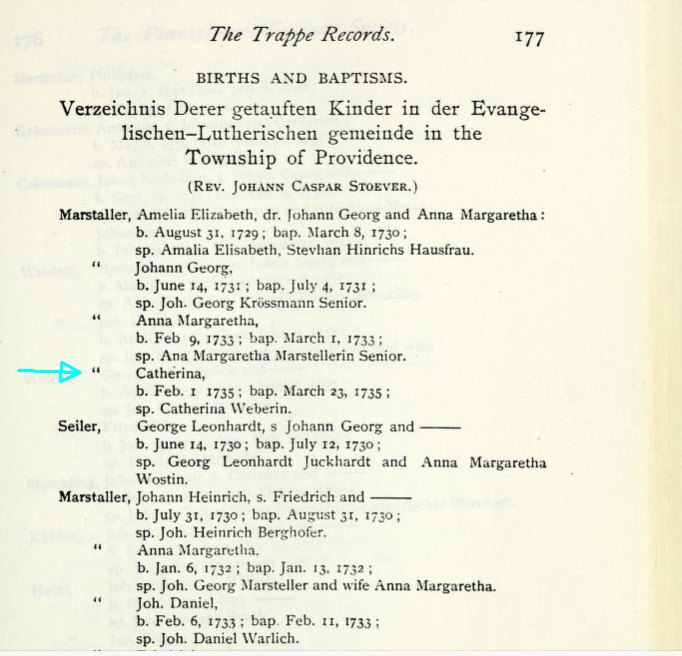 The Trappe Records. 177
BIRTHS AND BAPTISMS.
Verzeichnis Derer getauften Kinder in der Evange-
lischen-Lutherischen gemeinde in the
Township of Providence.
(REV. JOHANN CASPAR STOEVER.)
Marstaller, Amelia Elizabeth, dr. Johann Georg and Anna Margaretha :
b. August 31, 1729 ; bap. March 8, 1730 ;
sp. Amalia Elisabeth, Stevhan Hinrichs Hausfrau.
" Johann Georg,
b. June 14, 1731 ; bap. July 4, 1731 ;
sp. Joh. Georg Krössmann Senior.
" Anna Margaretha,
b. Feb 9, 1733 ; bap. March 1, 1733 ;
sp. Ana Margaretha Marstellerin Senior.
" Catherina,
b. Feb. 1 1735 ; bap. March 23, 1735 ;
sp. Catherina Weberin.
Seiler, George Leonhardt, s Johann Georg and ——
b. June 14, 1730 ; bap. July 12, 1730 ;
sp. Georg Leonhardt Juckhardt and Anna Margaretha
Wostin.
Marstaller, Johann Heinrich, s. Friedrich and ——
b. July 31, 1730 ; bap. August 31, 1730 ;
sp. Joh. Heinrich Berghofer.
" Anna Margaretha,
b. Jan. 6, 1732 ; bap. Jan. 13, 1732 ;
sp. Joh. Georg Marsteller and wife Anna Margaretha.
" Joh. Daniel,
b. Feb. 6, 1733 ; bap. Feb. 11, 1733 ;
sp. Joh. Daniel Warlich.